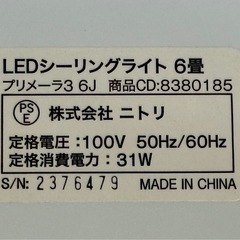 LEDシーリングライト 6畳
プリメーラ3 6J 商品CD:8380185
PS
E 株式会社 ニトリ
定格電圧:100V 50Hz/60Hz
定格消費電力:31W
S/N: 2376479 MADE IN CHINA